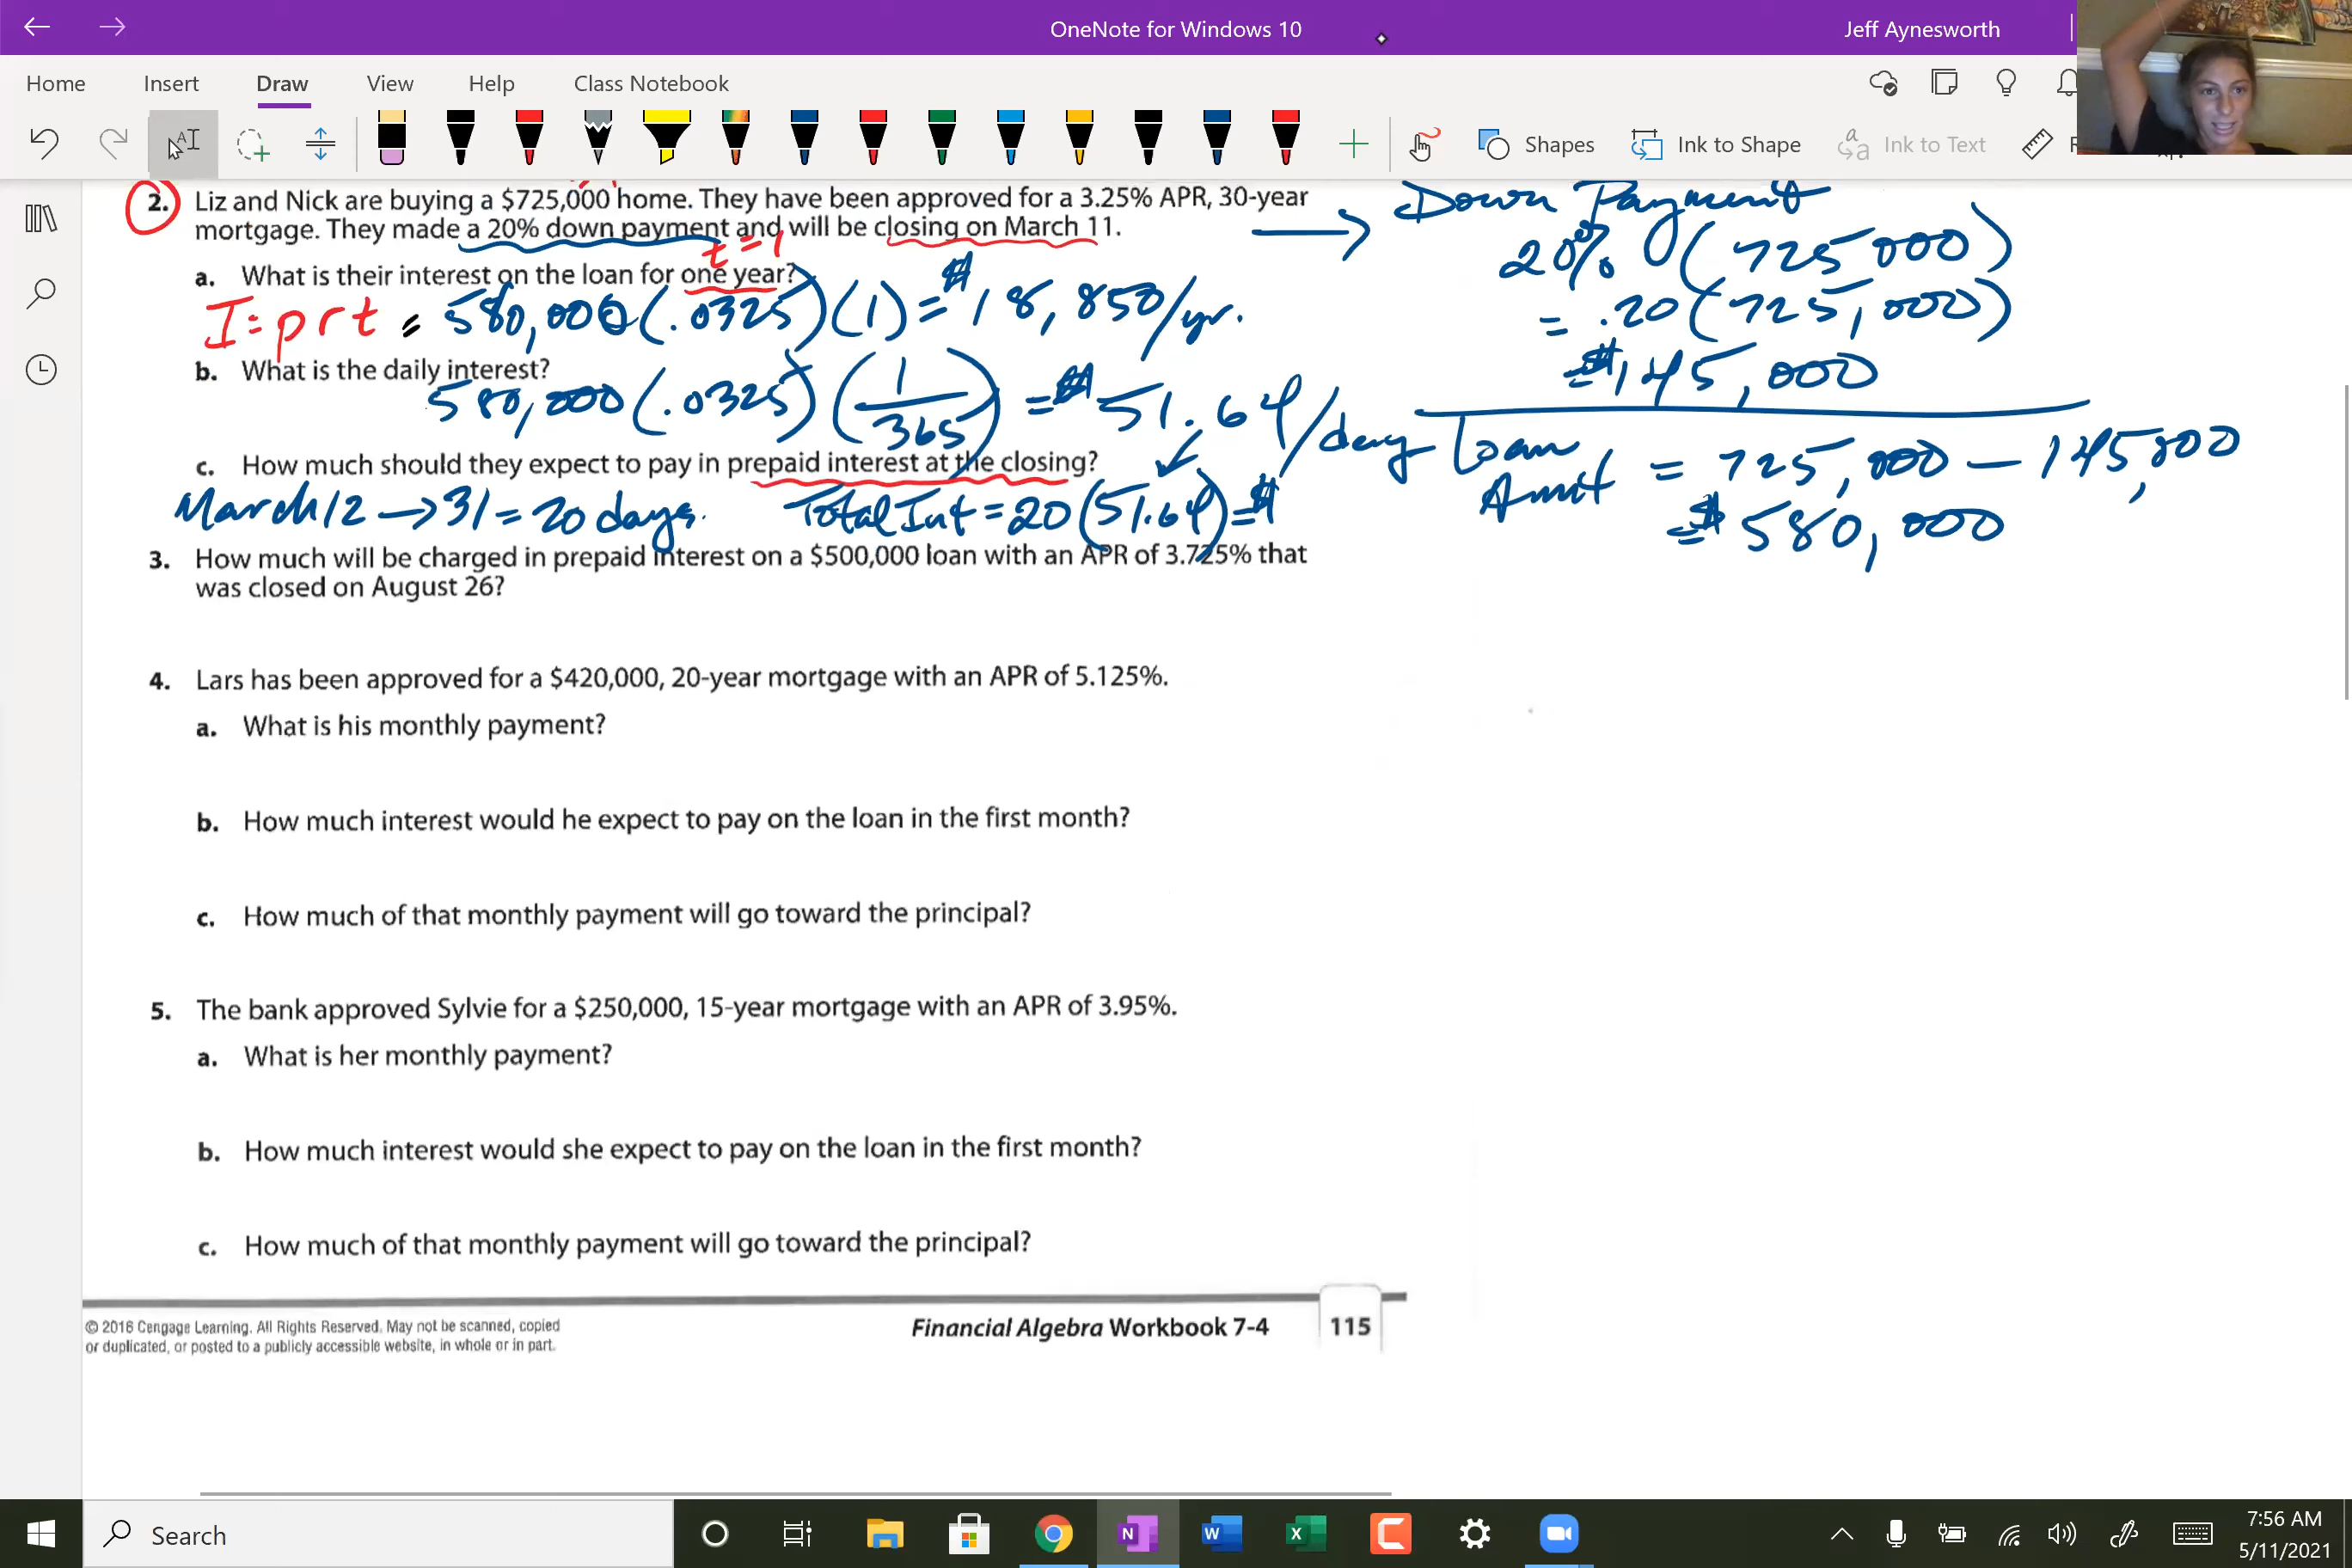 OneNote for Windows 10
Jeff Aynesworth
Home Insert Draw View Help Class Notebook
Shapes Ink to Shape Ink to Text
2. Liz and Nick are buying a $725,000 home. They have been approved for a 3.25% APR, 30-year
mortgage. They made a 20% down payment and will be closing on March 11.
t = 1
a. What is their interest on the loan for one year?
I = prt = 580,000 (.0325) (1) = $18,850/yr.
b. What is the daily interest?
580,000 (.0325) (1/365) = $51.64/day
c. How much should they expect to pay in prepaid interest at the closing?
March 12 → 31 = 20 days. Total Int = 20 (51.64) = $
→ Down Payment
20% of (725,000)
= .20 (725,000)
= $145,000
Loan Amt = 725,000 - 145,000
= $580,000
3. How much will be charged in prepaid interest on a $500,000 loan with an APR of 3.725% that
was closed on August 26?
4. Lars has been approved for a $420,000, 20-year mortgage with an APR of 5.125%.
a. What is his monthly payment?
b. How much interest would he expect to pay on the loan in the first month?
c. How much of that monthly payment will go toward the principal?
5. The bank approved Sylvie for a $250,000, 15-year mortgage with an APR of 3.95%.
a. What is her monthly payment?
b. How much interest would she expect to pay on the loan in the first month?
c. How much of that monthly payment will go toward the principal?
© 2016 Cengage Learning. All Rights Reserved. May not be scanned, copied
or duplicated, or posted to a publicly accessible website, in whole or in part.
Financial Algebra Workbook 7-4 115
Search
7:56 AM
5/11/2021